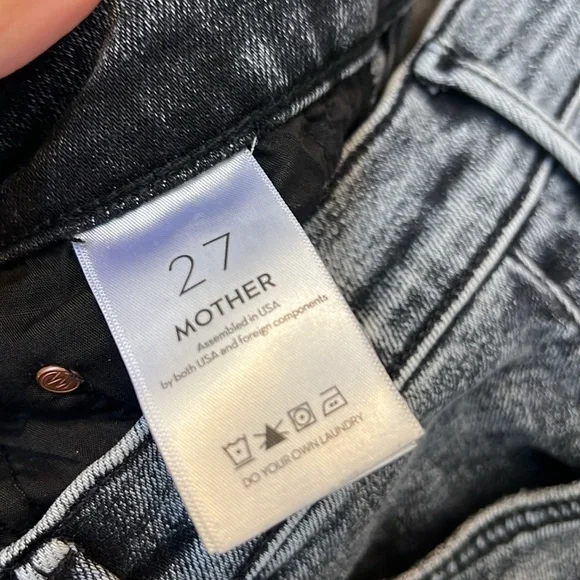 27
MOTHER
Assembled in USA
by both USA and foreign components
DO YOUR OWN LAUNDRY